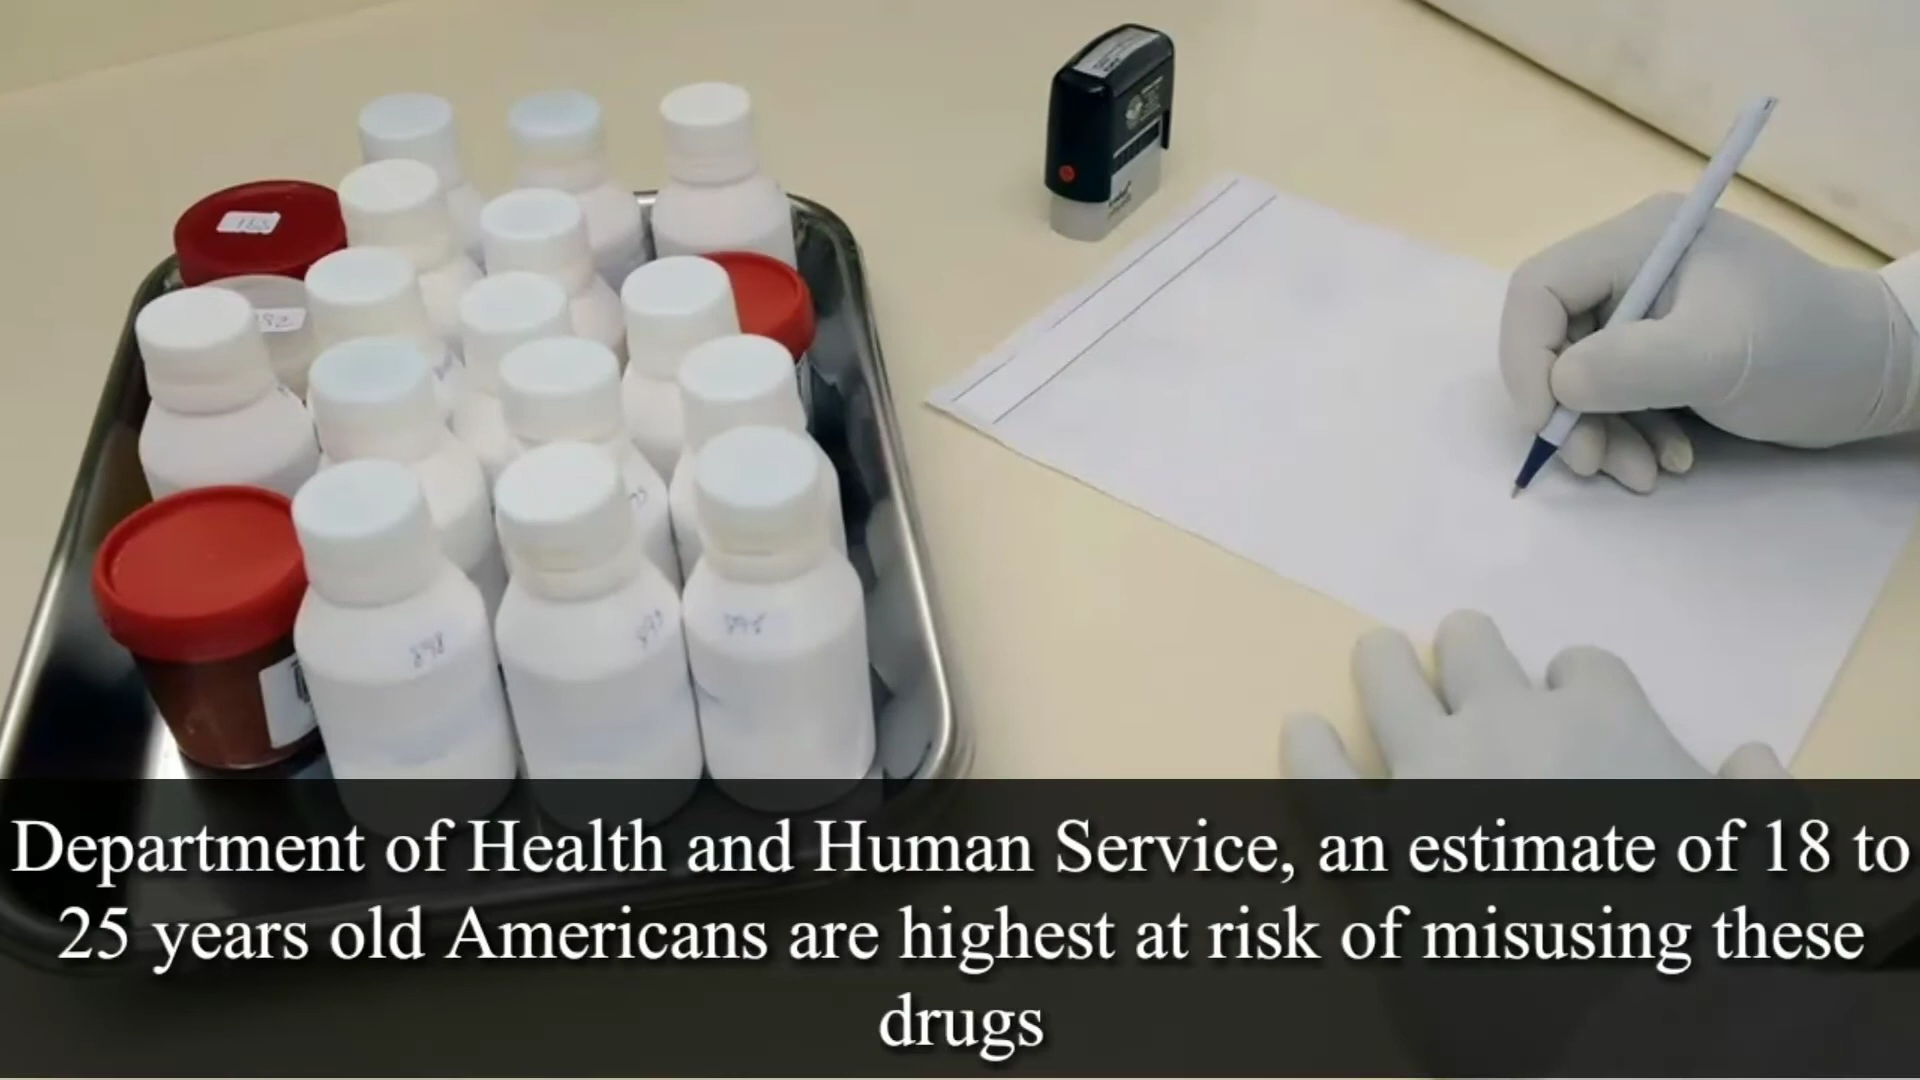 Department of Health and Human Service, an estimate of 18 to
25 years old Americans are highest at risk of misusing these
drugs